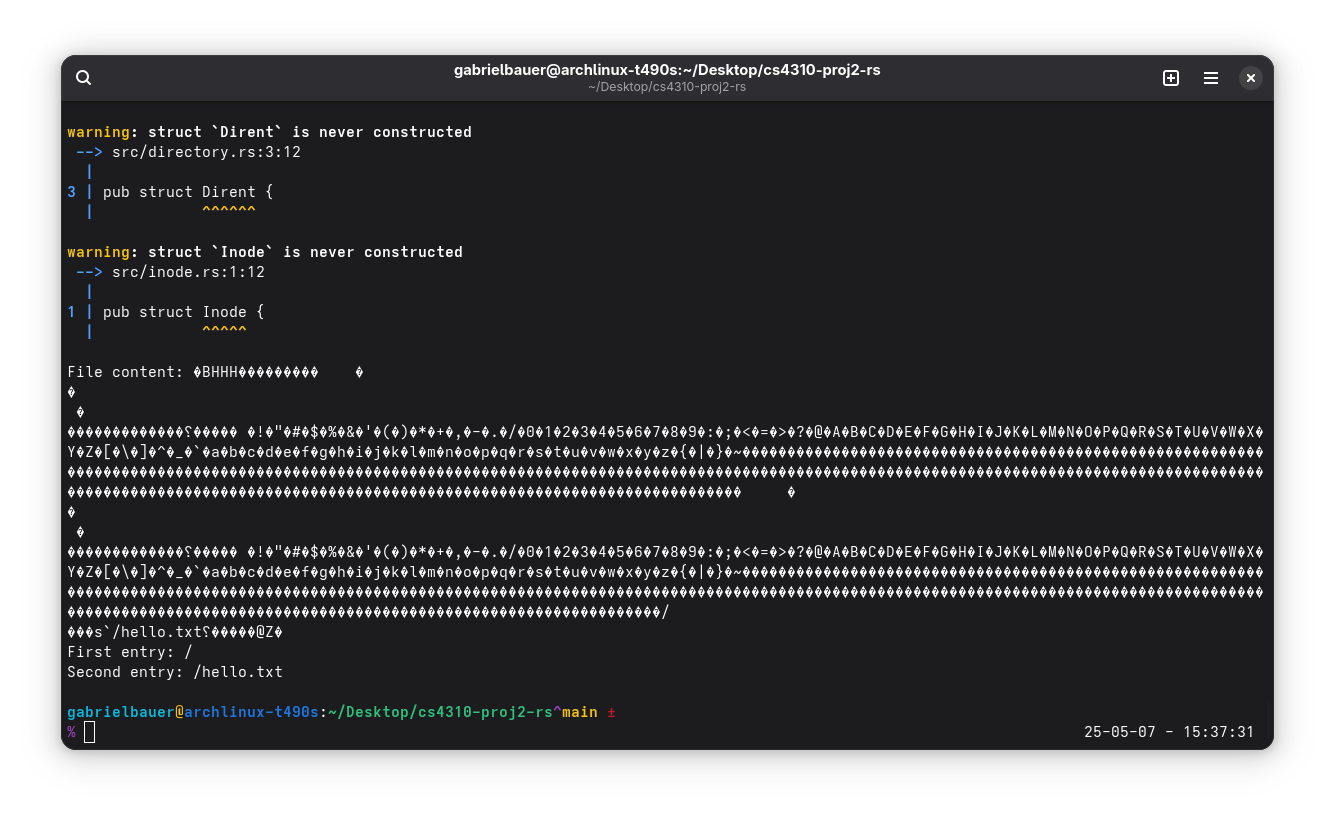 gabrielbauer@archlinux-t490s:~/Desktop/cs4310-proj2-rs
~/Desktop/cs4310-proj2-rs
warning: struct `Dirent` is never constructed
 --> src/directory.rs:3:12
  |
3 | pub struct Dirent {
  |            ^^^^^^
warning: struct `Inode` is never constructed
 --> src/inode.rs:1:12
  |
1 | pub struct Inode {
  |            ^^^^^
File content: �BHHH���������    �
�
 �
�!�"�#�$�%�&�'�(�)�*�+�,�-�.�/�0�1�2�3�4�5�6�7�8�9�:�;�<�=�>�?�@�A�B�C�D�E�F�G�H�I�J�K�L�M�N�O�P�Q�R�S�T�U�V�W�X�
Y�Z�[�\�]�^�_�`�a�b�c�d�e�f�g�h�i�j�k�l�m�n�o�p�q�r�s�t�u�v�w�x�y�z�{�|�}�~
�
�
 �
�!�"�#�$�%�&�'�(�)�*�+�,�-�.�/�0�1�2�3�4�5�6�7�8�9�:�;�<�=�>�?�@�A�B�C�D�E�F�G�H�I�J�K�L�M�N�O�P�Q�R�S�T�U�V�W�X�
Y�Z�[�\�]�^�_�`�a�b�c�d�e�f�g�h�i�j�k�l�m�n�o�p�q�r�s�t�u�v�w�x�y�z�{�|�}�~
/
���s`/hello.txt␦�����@Z�
First entry: /
Second entry: /hello.txt
gabrielbauer@archlinux-t490s:~/Desktop/cs4310-proj2-rs^main ±
% 25-05-07 - 15:37:31